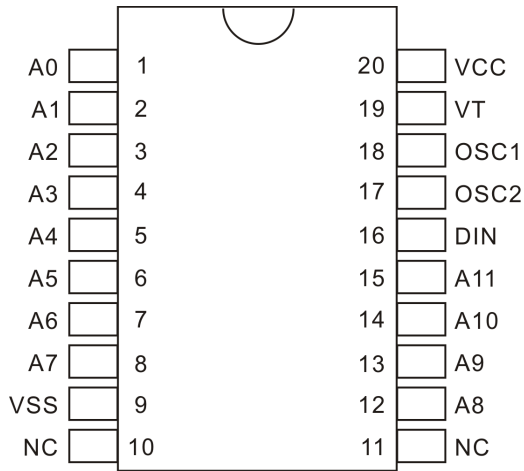 A0 1 20 VCC
A1 2 19 VT
A2 3 18 OSC1
A3 4 17 OSC2
A4 5 16 DIN
A5 6 15 A11
A6 7 14 A10
A7 8 13 A9
VSS 9 12 A8
NC 10 11 NC